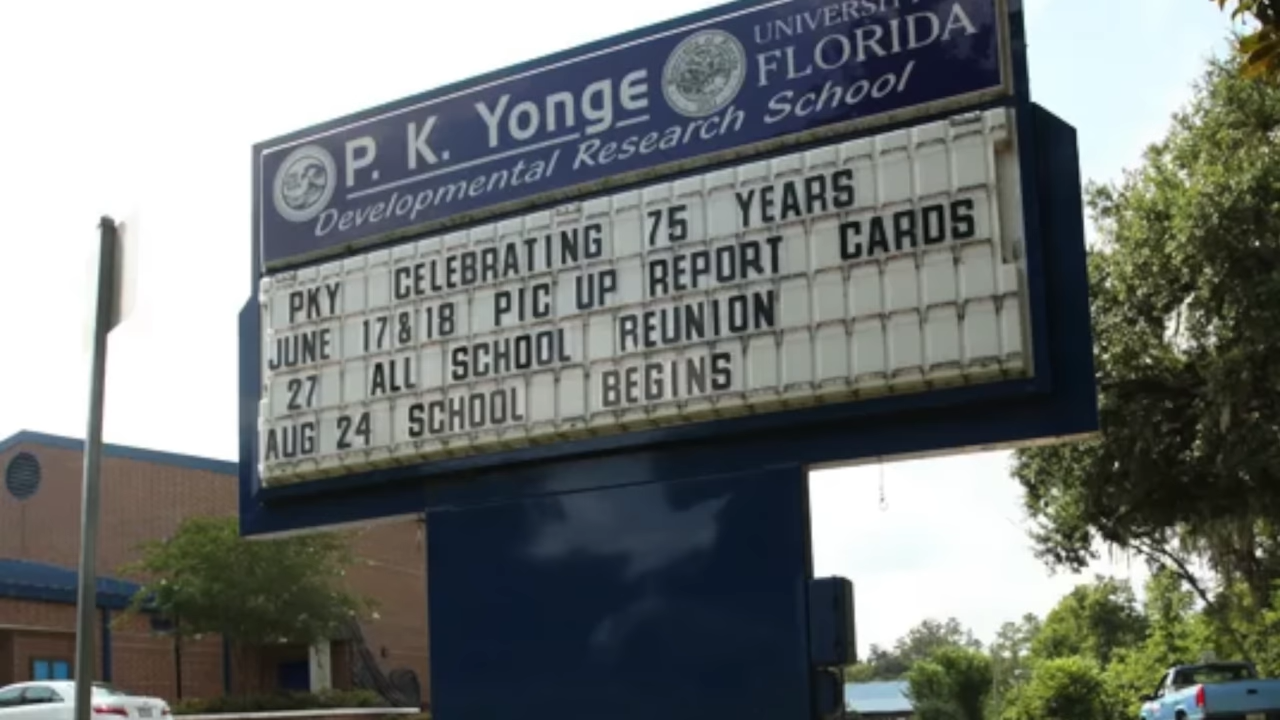 UNIVERSITY
P. K. Yonge FLORIDA
Developmental Research School
PKY CELEBRATING 75 YEARS
JUNE 17&18 PIC UP REPORT CARDS
27 ALL SCHOOL REUNION
AUG 24 SCHOOL BEGINS